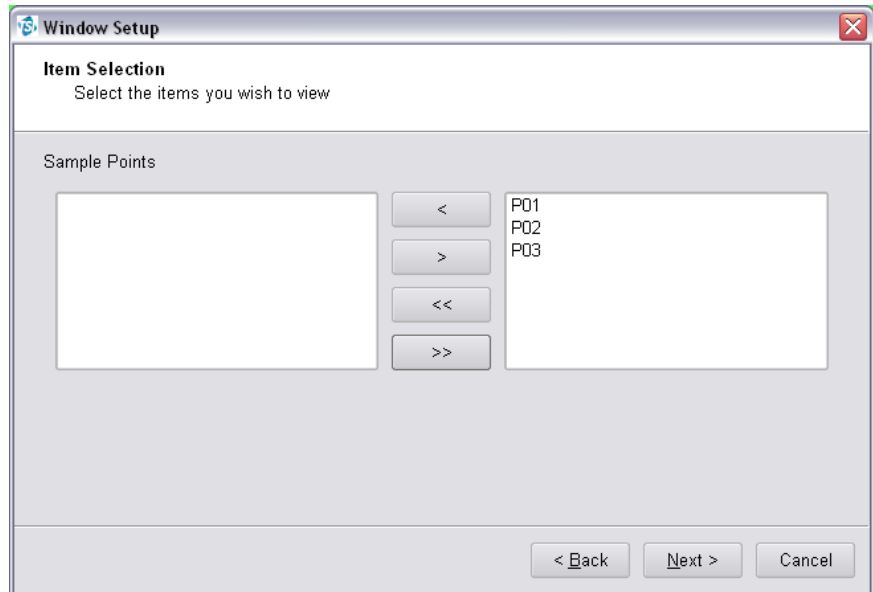 TSI Window Setup
Item Selection
Select the items you wish to view
Sample Points
<
>
<<
>>
P01
P02
P03
< Back
Next >
Cancel